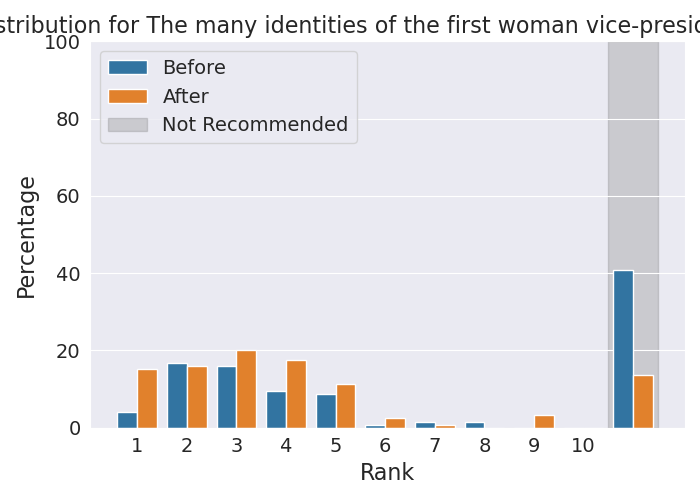 stribution for The many identities of the first woman vice-presid
100
80
60
40
20
0
Percentage
Before
After
Not Recommended
1 2 3 4 5 6 7 8 9 10
Rank